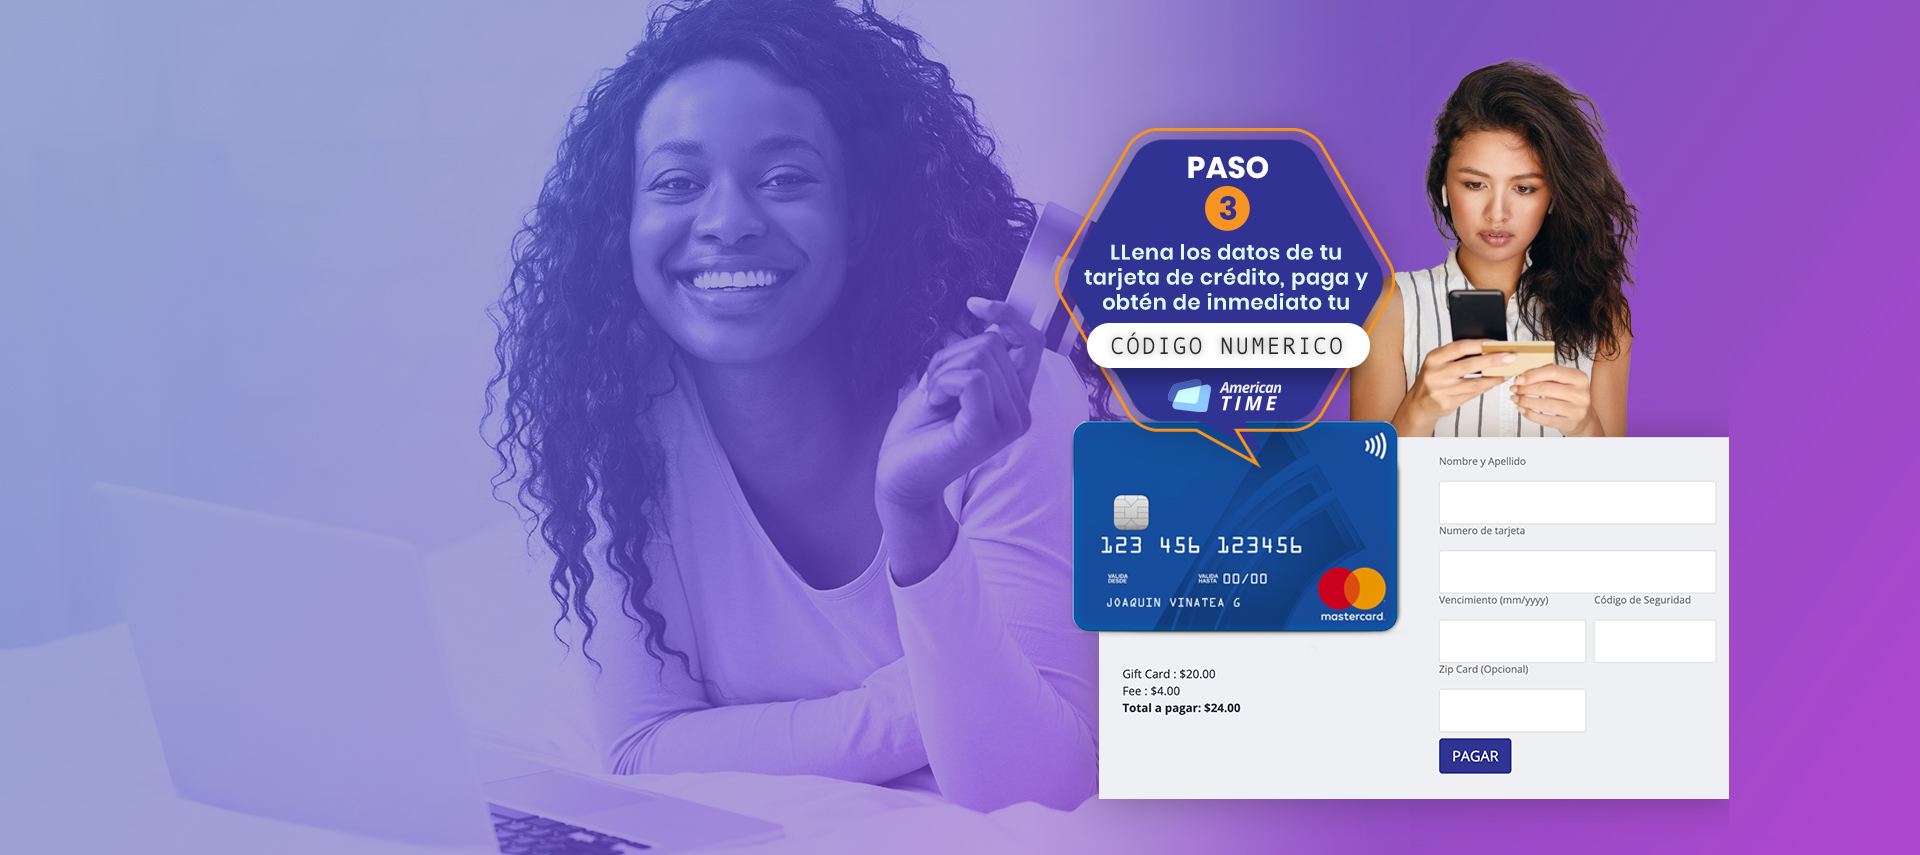 PASO
3
LLena los datos de tu
tarjeta de crédito, paga y
obtén de inmediato tu
CÓDIGO NUMERICO
American
TIME
123 456 123456
VALIDA
DESDE
VALIDA
HASTA 00/00
JOAQUIN VINATEA G
mastercard
Gift Card : $20.00
Fee : $4.00
Total a pagar: $24.00
Nombre y Apellido
Numero de tarjeta
Vencimiento (mm/yyyy) Código de Seguridad
Zip Card (Opcional)
PAGAR